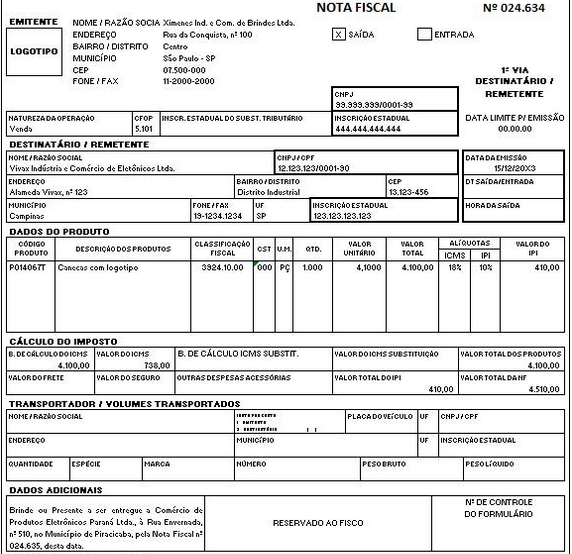 NOTA FISCAL Nº 024.634
EMITENTE NOME / RAZÃO SOCIA Ximenes Ind. e Com. de Brindes Ltda.
LOGOTIPO
ENDEREÇO Rua da Conquista, nº 100
X SAÍDA ENTRADA
BAIRRO / DISTRITO Centro
MUNICÍPIO São Paulo - SP
CEP 07.500-000
FONE / FAX 11-2000-2000
1ª VIA
DESTINATÁRIO /
REMETENTE
CNPJ
99.999.999/0001-99
NATUREZA DA OPERAÇÃO CFOP INSCR. ESTADUAL DO SUBST. TRIBUTÁRIO INSCRIÇÃO ESTADUAL DATA LIMITE P/ EMISSÃO
Venda 5.101 444.444.444.444 00.00.00
DESTINATÁRIO / REMETENTE
NOME / RAZÃO SOCIAL CNPJ / CPF DATA DA EMISSÃO
Vivax Indústria e Comércio de Eletônicos Ltda. 12.123.123/0001-90 15/12/20X3
ENDEREÇO BAIRRO / DISTRITO CEP DT SAÍDA/ENTRADA
Alameda Vivax, nº 123 Distrito Industrial 13.123-456
MUNICÍPIO FONE / FAX UF INSCRIÇÃO ESTADUAL HORA DA SAÍDA
Campinas 19-1234.1234 SP 123.123.123.123
DADOS DO PRODUTO
CÓDIGO PRODUTO DESCRIÇÃO DOS PRODUTOS CLASSIFICAÇÃO FISCAL CST U.M. QTD. VALOR UNITÁRIO VALOR TOTAL ALÍQUOTAS ICMS IPI VALOR DO IPI
P014067T Canecas com logotipo 3924.10.00 000 PÇ 1.000 4,1000 4.100,00 18% 10% 410,00
CÁLCULO DO IMPOSTO
B. DE CÁLCULO DO ICMS VALOR DO ICMS B. DE CÁLCULO ICMS SUBSTIT. VALOR DO ICMS SUBSTITUIÇÃO VALOR TOTAL DOS PRODUTOS
4.100,00 738,00 4.100,00
VALOR DO FRETE VALOR DO SEGURO OUTRAS DESPESAS ACESSÓRIAS VALOR TOTAL DO IPI VALOR TOTAL DA NF
410,00 4.510,00
TRANSPORTADOR / VOLUMES TRANSPORTADOS
NOME / RAZÃO SOCIAL PLACA DO VEÍCULO UF CNPJ / CPF
ENDEREÇO MUNICÍPIO UF INSCRIÇÃO ESTADUAL
QUANTIDADE ESPÉCIE MARCA NÚMERO PESO BRUTO PESO LÍQUIDO
DADOS ADICIONAIS
Brinde ou Presente a ser entregue a Comércio de
Produtos Eletrônicos Paraná Ltda., à Rua Envernada,
nº 510, no Município de Piracicaba, pela Nota Fiscal nº
024.635, desta data.
RESERVADO AO FISCO
Nº DE CONTROLE
DO FORMULÁRIO